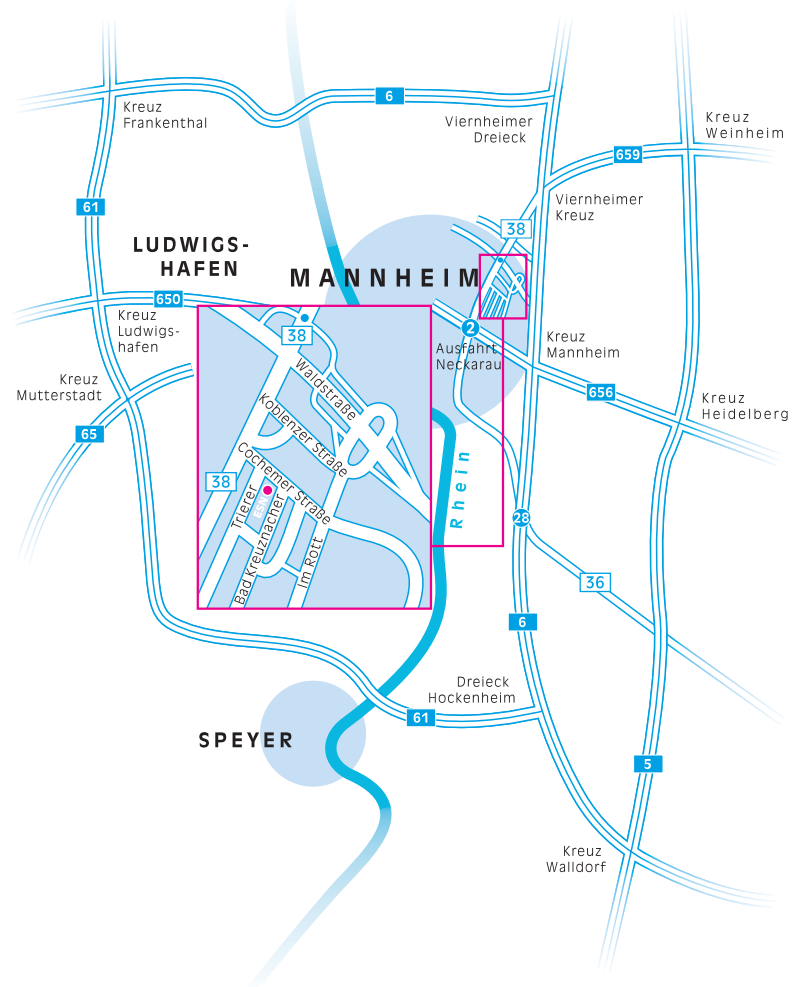 6
Kreuz
Frankenthal
Viernheimer
Dreieck
Kreuz
Weinheim
659
61
Viernheimer
Kreuz
38
LUDWIGS-
HAFEN
MANNHEIM
650
Kreuz
Ludwigs-
hafen
2
Ausfahrt
Neckarau
Kreuz
Mannheim
38
Waldstraße
Kreuz
Mutterstadt
656
Kreuz
Heidelberg
65
Koblenzer Straße
Cochemer Straße
38
Trierer
ESN
Bad Kreuznacher
Im Rott
Rhein
28
36
6
Dreieck
Hockenheim
61
SPEYER
5
Kreuz
Walldorf